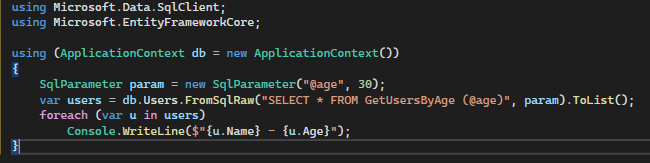 using Microsoft.Data.SqlClient;
using Microsoft.EntityFrameworkCore;
using (ApplicationContext db = new ApplicationContext())
{
SqlParameter param = new SqlParameter("@age", 30);
var users = db.Users.FromSqlRaw("SELECT * FROM GetUsersByAge (@age)", param).ToList();
foreach (var u in users)
Console.WriteLine($"{u.Name} - {u.Age}");
}